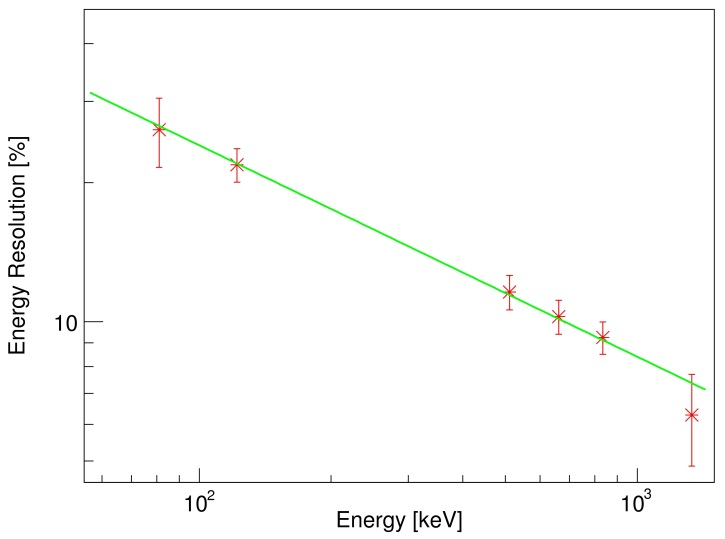 Energy Resolution [%]
10
10²
10³
Energy [keV]